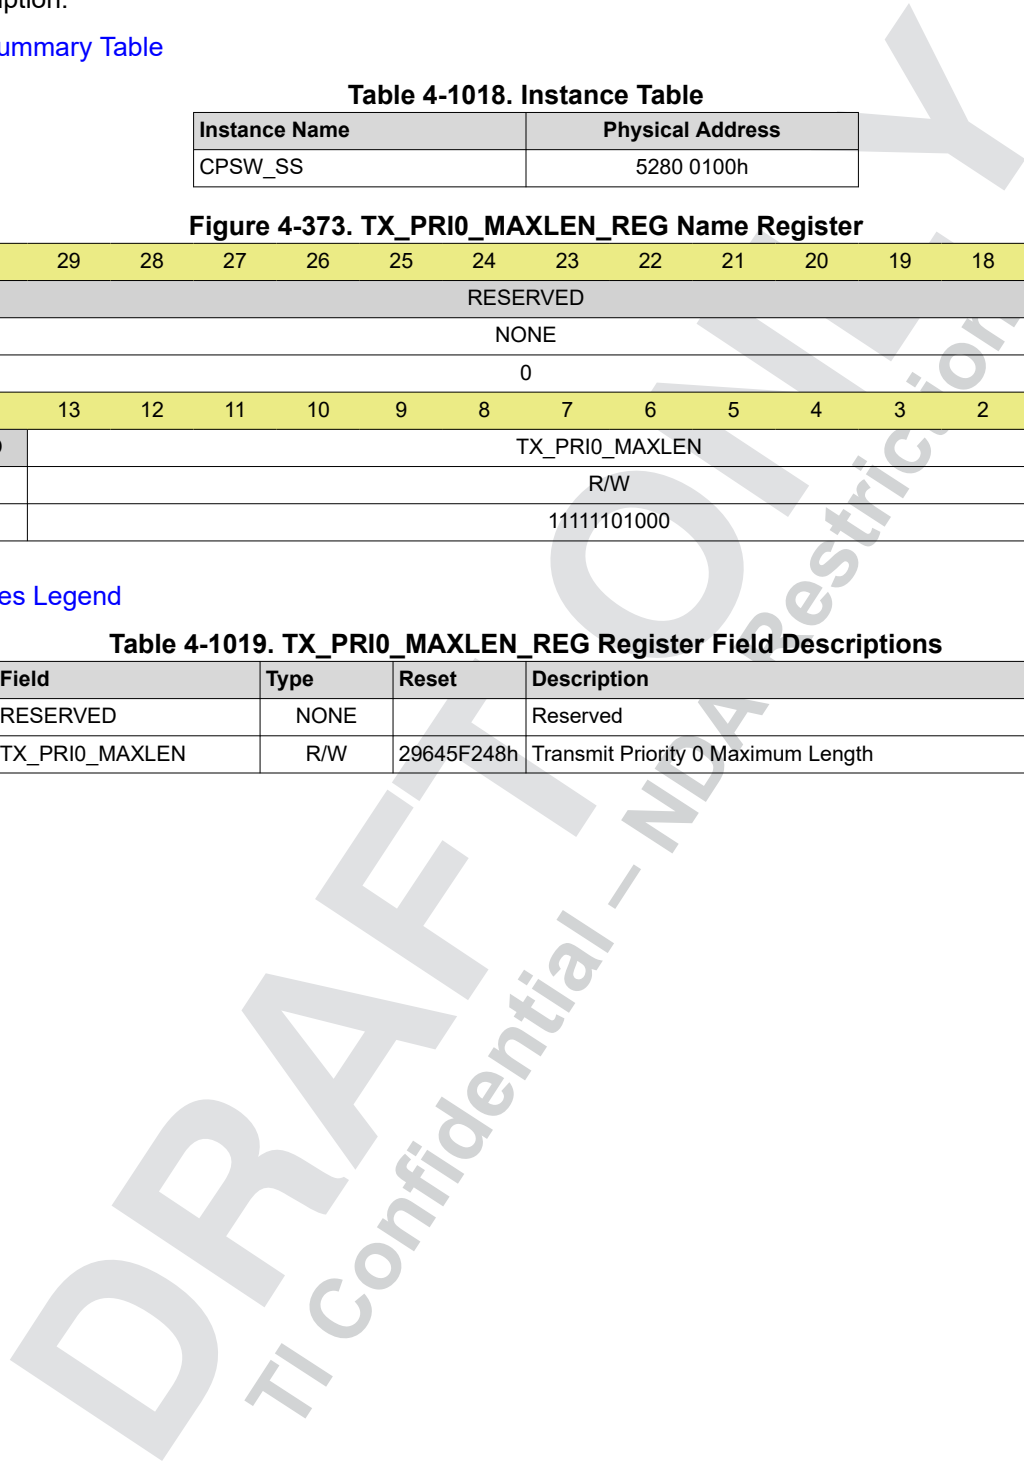 ption.
ummary Table
Table 4-1018. Instance Table
Instance Name Physical Address
CPSW_SS 5280 0100h
Figure 4-373. TX_PRI0_MAXLEN_REG Name Register
29 28 27 26 25 24 23 22 21 20 19 18
RESERVED
NONE
0
13 12 11 10 9 8 7 6 5 4 3 2
TX_PRI0_MAXLEN
R/W
11111101000
es Legend
Table 4-1019. TX_PRI0_MAXLEN_REG Register Field Descriptions
Field Type Reset Description
RESERVED NONE Reserved
TX_PRI0_MAXLEN R/W 29645F248h Transmit Priority 0 Maximum Length
DRAFT ONLY
TI Confidential — NDA Restriction